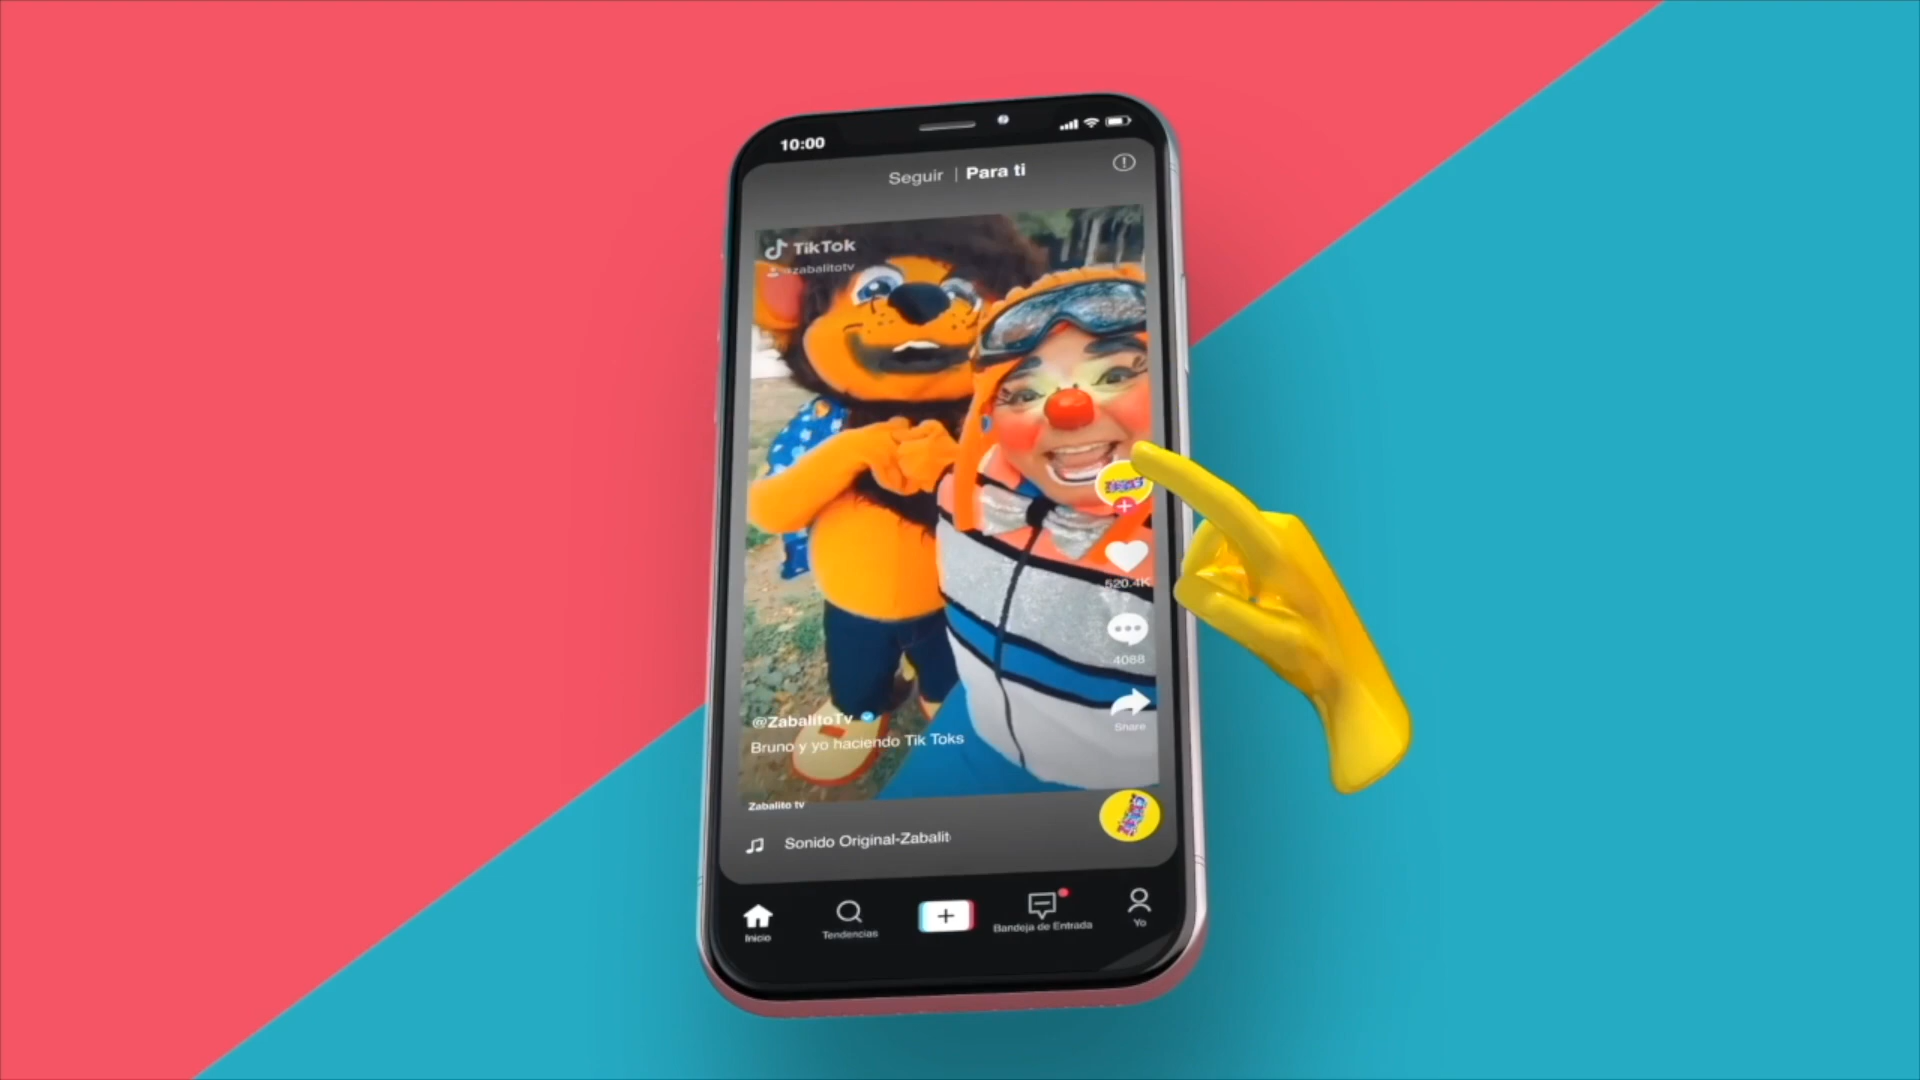 10:00
Seguir | Para ti
TikTok
@zabalitotv
520.4K
4068
Share
@ZabalitoTv
Bruno y yo haciendo Tik Toks
Zabalito tv
Sonido Original-Zabalit
Inicio
Tendencias
Bandeja de Entrada
Yo